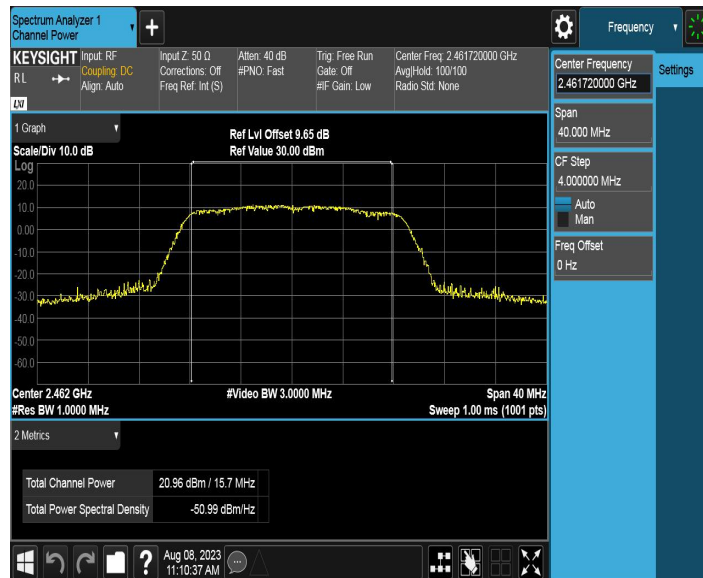 Spectrum Analyzer 1
Channel Power
+
Frequency
KEYSIGHT
RL
LXI
Input: RF
Coupling: DC
Align: Auto
Input Z: 50 Ω
Corrections: Off
Freq Ref: Int (S)
Atten: 40 dB
#PNO: Fast
Trig: Free Run
Gate: Off
#IF Gain: Low
Center Freq: 2.461720000 GHz
Avg|Hold: 100/100
Radio Std: None
Center Frequency
2.461720000 GHz
Settings
Span
40.000 MHz
CF Step
4.000000 MHz
Auto
Man
Freq Offset
0 Hz
1 Graph
Scale/Div 10.0 dB
Ref Lvl Offset 9.65 dB
Ref Value 30.00 dBm
Log
20.0
10.0
0.00
-10.0
-20.0
-30.0
-40.0
-50.0
-60.0
Center 2.462 GHz
#Res BW 1.0000 MHz
#Video BW 3.0000 MHz
Span 40 MHz
Sweep 1.00 ms (1001 pts)
2 Metrics
Total Channel Power 20.96 dBm / 15.7 MHz
Total Power Spectral Density -50.99 dBm/Hz
?
Aug 08, 2023
11:10:37 AM